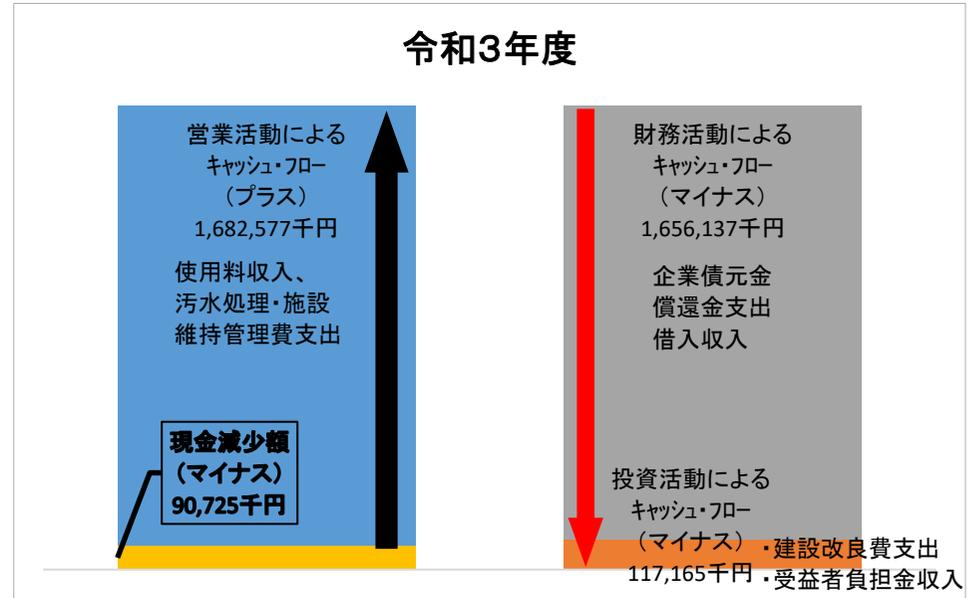 令和３年度
営業活動による
ｷｬｯｼｭ・ﾌﾛｰ
（プラス）
1,682,577千円
使用料収入、
汚水処理・施設
維持管理費支出
現金減少額
（マイナス）
90,725千円
財務活動による
ｷｬｯｼｭ・ﾌﾛｰ
（マイナス）
1,656,137千円
企業債元金
償還金支出
借入収入
投資活動による
ｷｬｯｼｭ・ﾌﾛｰ
（マイナス）
117,165千円
・建設改良費支出
・受益者負担金収入